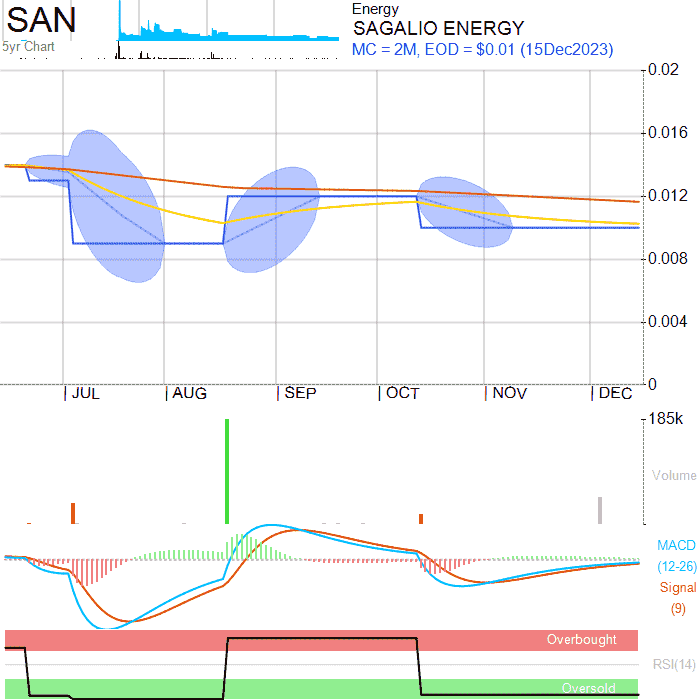 SAN
5yr Chart
Energy
SAGALIO ENERGY
MC = 2M, EOD = $0.01 (15Dec2023)
0.02
0.016
0.012
0.008
0.004
0
JUL AUG SEP OCT NOV DEC
185k
Volume
MACD
(12-26)
Signal
(9)
Overbought
RSI(14)
Oversold